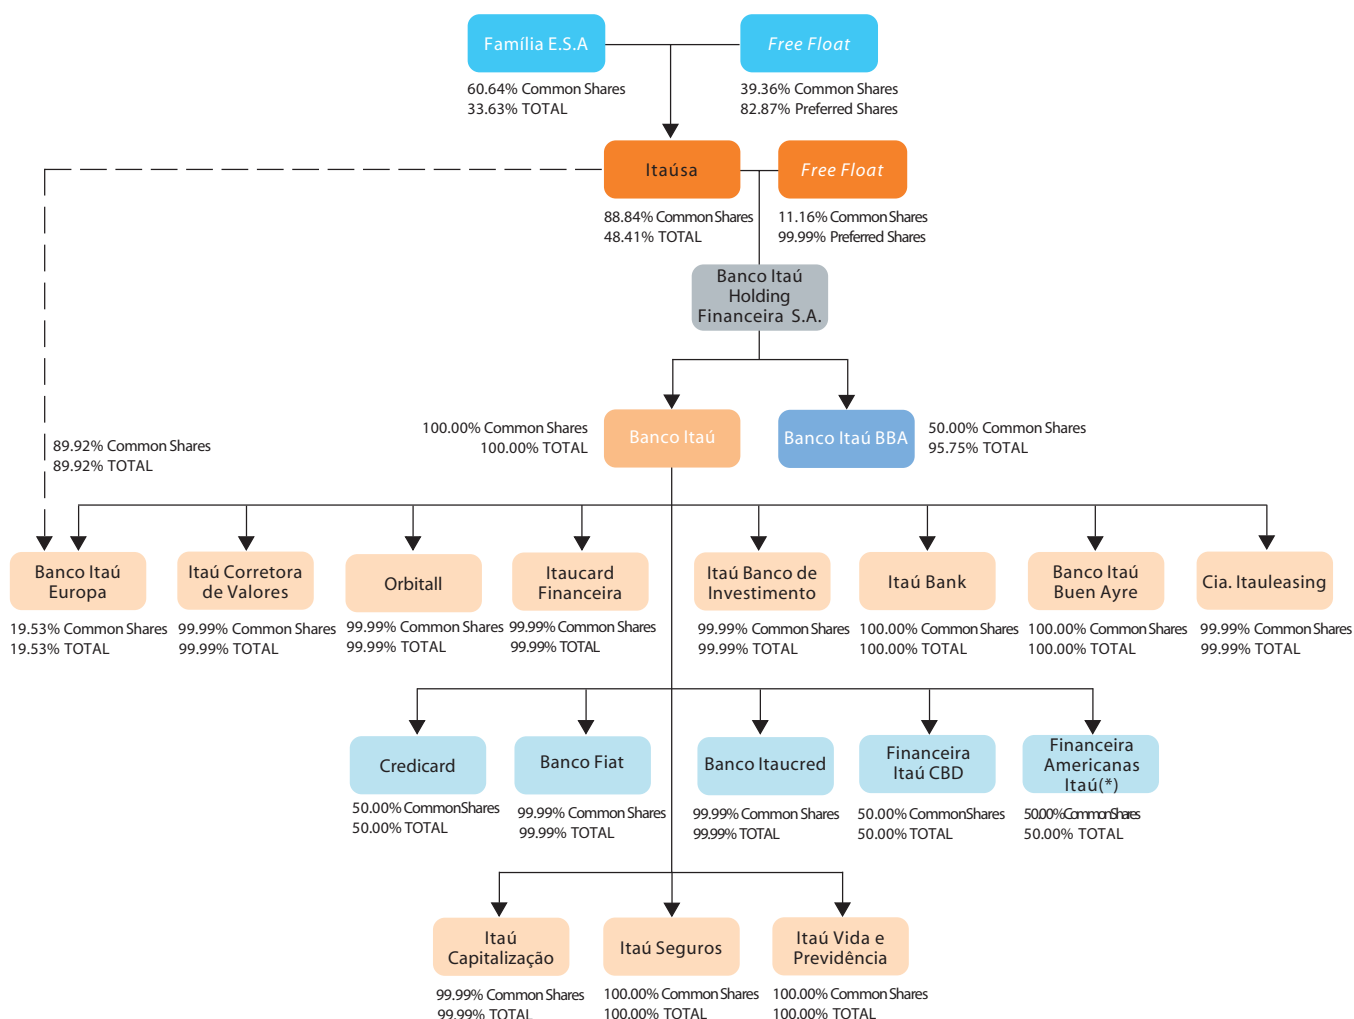 Família E.S.A
60.64% Common Shares
33.63% TOTAL
Free Float
39.36% Common Shares
82.87% Preferred Shares
Itaúsa
88.84% Common Shares
48.41% TOTAL
Free Float
11.16% Common Shares
99.99% Preferred Shares
Banco Itaú
Holding
Financeira S.A.
89.92% Common Shares
89.92% TOTAL
100.00% Common Shares
100.00% TOTAL
Banco Itaú
Banco Itaú BBA
50.00% Common Shares
95.75% TOTAL
Banco Itaú
Europa
19.53% Common Shares
19.53% TOTAL
Itaú Corretora
de Valores
99.99% Common Shares
99.99% TOTAL
Orbitall
99.99% Common Shares
99.99% TOTAL
Itaucard
Financeira
99.99% Common Shares
99.99% TOTAL
Itaú Banco de
Investimento
99.99% Common Shares
99.99% TOTAL
Itaú Bank
100.00% Common Shares
100.00% TOTAL
Banco Itaú
Buen Ayre
100.00% Common Shares
100.00% TOTAL
Cia. Itauleasing
99.99% Common Shares
99.99% TOTAL
Credicard
50.00% Common Shares
50.00% TOTAL
Banco Fiat
99.99% Common Shares
99.99% TOTAL
Banco Itaucred
99.99% Common Shares
99.99% TOTAL
Financeira
Itaú CBD
50.00% Common Shares
50.00% TOTAL
Financeira
Americanas
Itaú(*)
50.00% Common Shares
50.00% TOTAL
Itaú
Capitalização
99.99% Common Shares
99.99% TOTAL
Itaú Seguros
100.00% Common Shares
100.00% TOTAL
Itaú Vida e
Previdência
100.00% Common Shares
100.00% TOTAL